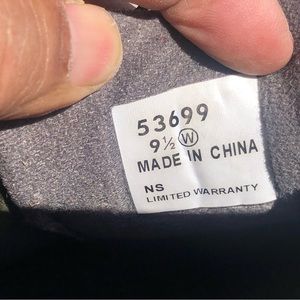 53699
9½ W
MADE IN CHINA
NS
LIMITED WARRANTY